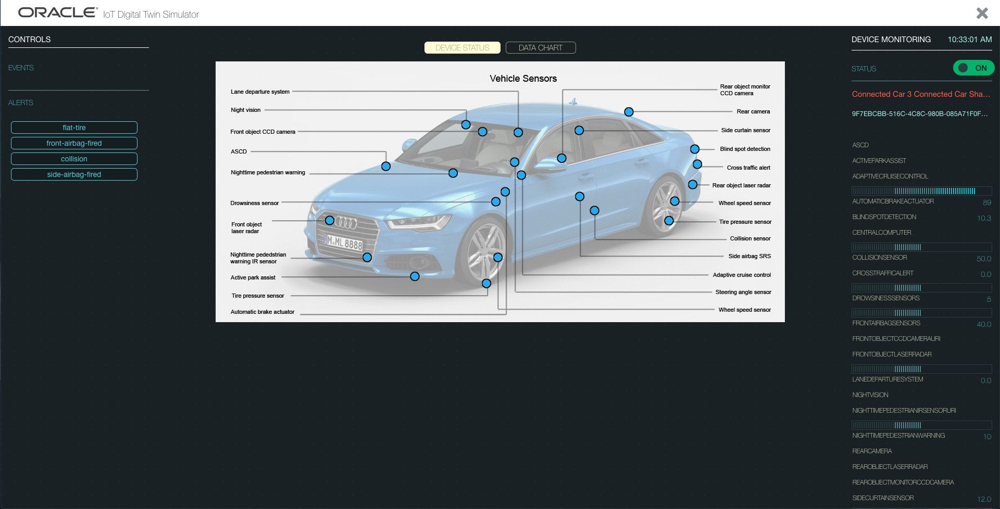 ORACLE® IoT Digital Twin Simulator
CONTROLS
EVENTS
ALERTS
flat-tire
front-airbag-fired
collision
side-airbag-fired
DEVICE STATUS
DATA CHART
Vehicle Sensors
Lane departure system
Night vision
Front object CCD camera
ASCD
Nighttime pedestrian warning
Drowsiness sensor
Front object
laser radar
Nighttime pededstrian
warning IR sensor
Active park assist
Tire pressure sensor
Automatic brake actuator
M ML 8888
Rear object monitor
CCD camera
Rear camera
Side curtain sensor
Blind spot detection
Cross traffic alert
Rear object laser radar
Wheel speed sensor
Tire pressure sensor
Collision sensor
Side airbag SRS
Adaptive cruise control
Steering angle sensor
Wheel speed sensor
DEVICE MONITORING 10:33:01 AM
STATUS ON
Connected Car 3 Connected Car Sha...
9F7EBCBB-516C-4C8C-980B-085A71F0F...
ASCD
ACTIVEPARKASSIST
ADAPTIVECRUISECONTROL
AUTOMATICBRAKEACTUATOR 89
BLINDSPOTDETECTION 10.3
CENTRALCOMPUTER
COLLISIONSENSOR 50.0
CROSSTRAFFICALERT 0.0
DROWSINESSSENSORS 5
FRONTAIRBAGSENSORS 40.0
FRONTOBJECTCCDCAMERAURI
FRONTOBJECTLASERRADAR
LANEDEPARTURESYSTEM 0.0
NIGHTVISION
NIGHTTIMEPEDESTRIANIRSENSORURI
NIGHTTIMEPEDESTRIANWARNING 10
REARCAMERA
REAROBJECTLASERRADAR
REAROBJECTMONITORCCDCAMERA
SIDECURTAINSENSOR 12.0